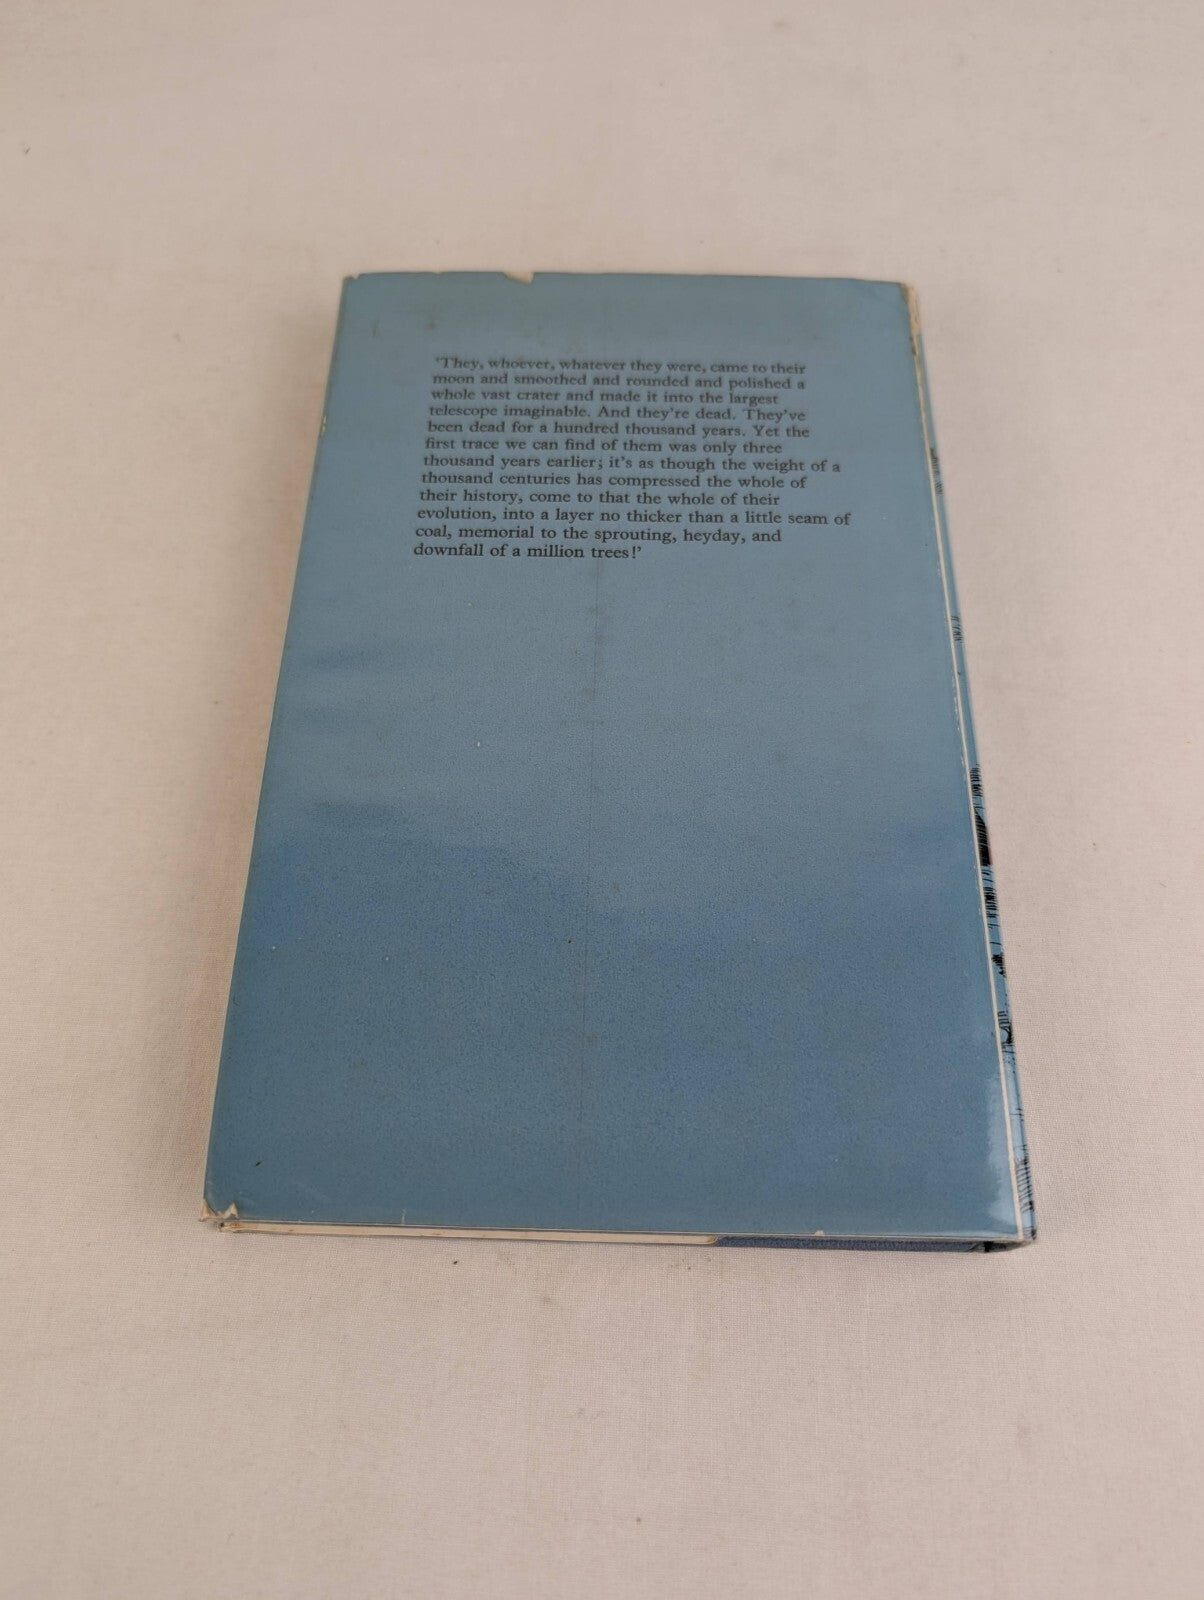 'They, whoever, whatever they were, came to their
moon and smoothed and rounded and polished a
whole vast crater and made it into the largest
telescope imaginable. And they're dead. They've
been dead for a hundred thousand years. Yet the
first trace we can find of them was only three
thousand years earlier; it's as though the weight of a
thousand centuries has compressed the whole of
their history, come to that the whole of their
evolution, into a layer no thicker than a little seam of
coal, memorial to the sprouting, heyday, and
downfall of a million trees!'